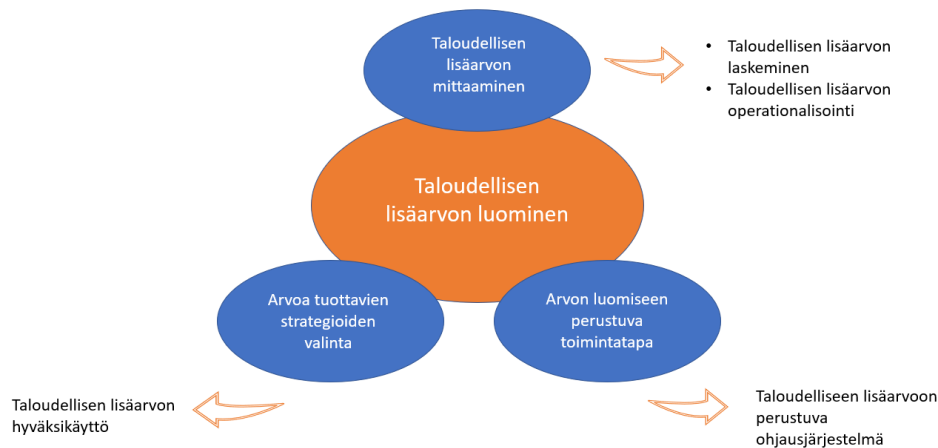 Taloudellisen
lisäarvon
mittaaminen
• Taloudellisen lisäarvon
laskeminen
• Taloudellisen lisäarvon
operationalisointi
Taloudellisen
lisäarvon luominen
Arvoa tuottavien
strategioiden
valinta
Arvon luomiseen
perustuva
toimintatapa
Taloudellisen lisäarvon
hyväksikäyttö
Taloudelliseen lisäarvoon
perustuva
ohjausjärjestelmä